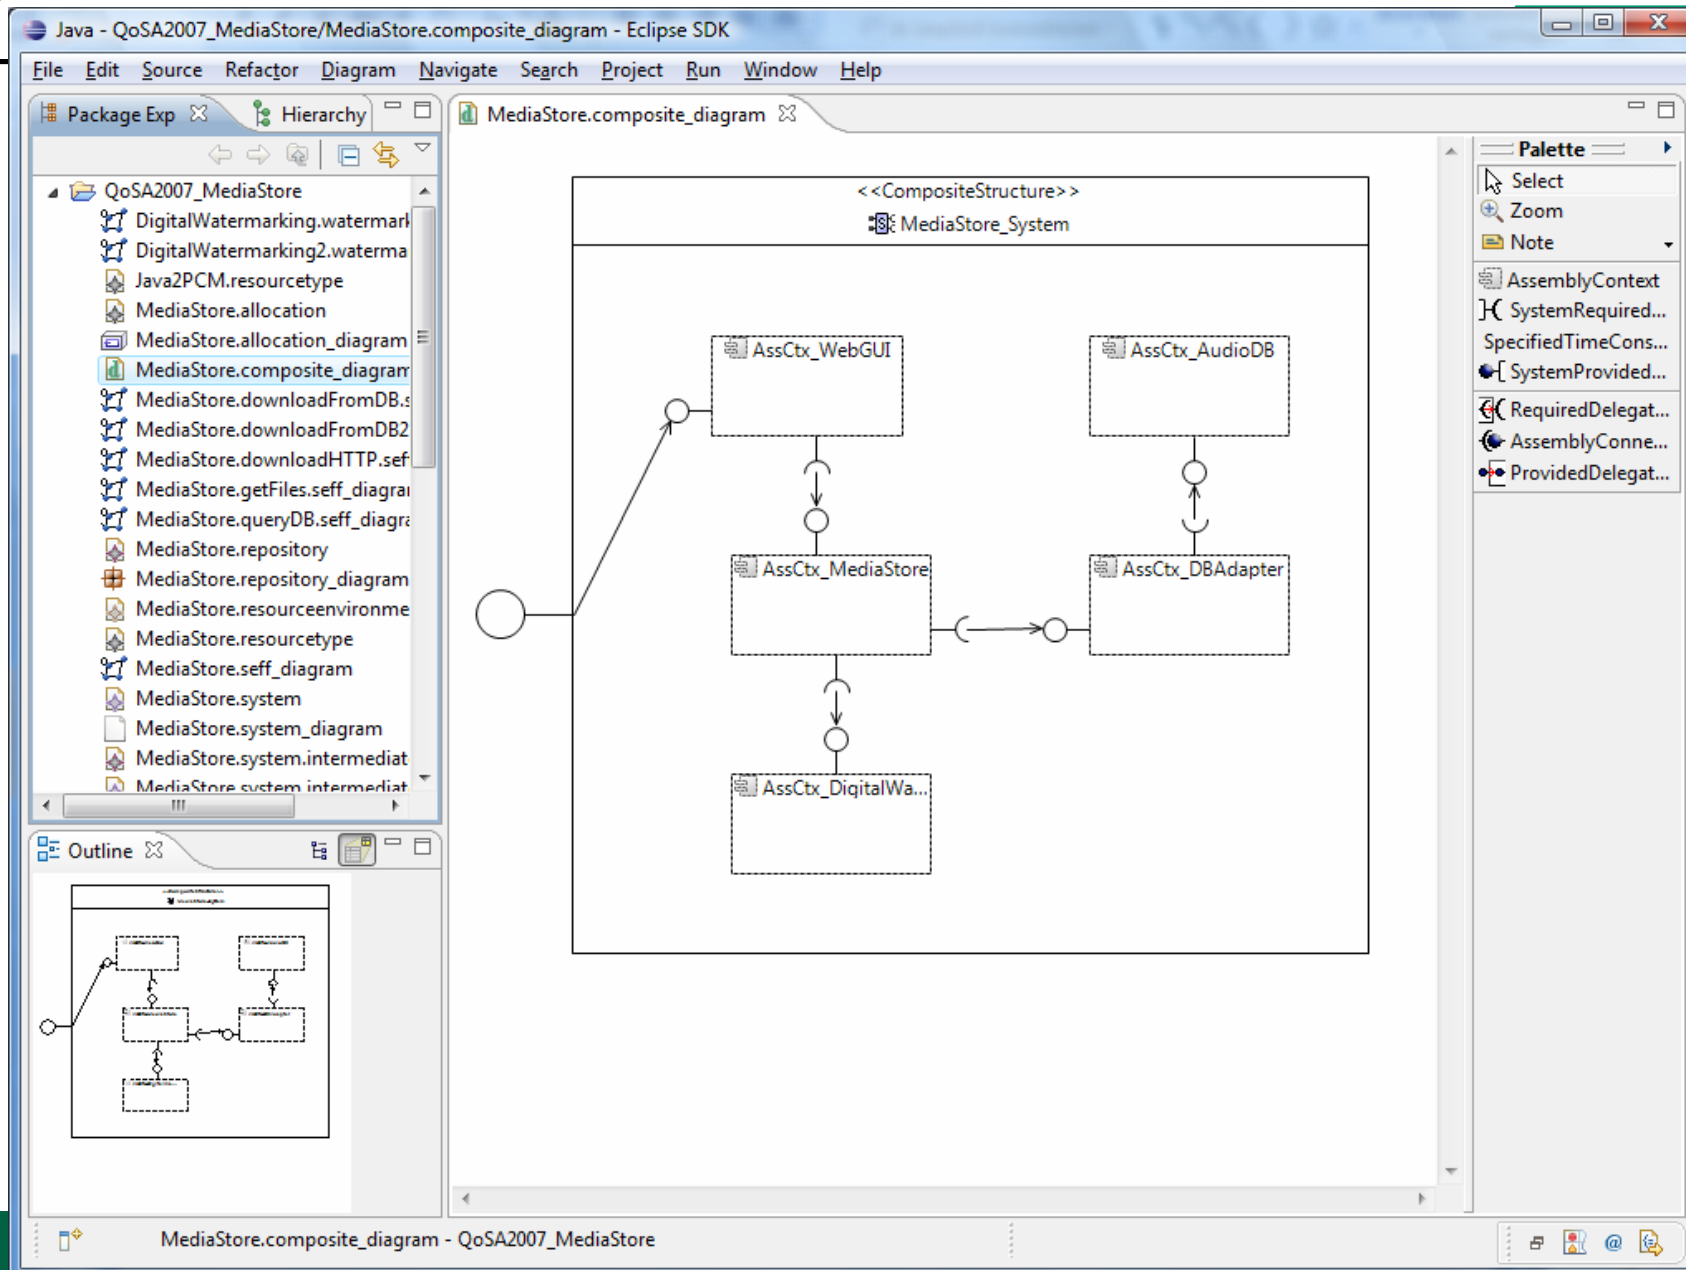 Java - QoSA2007_MediaStore/MediaStore.composite_diagram - Eclipse SDK
File Edit Source Refactor Diagram Navigate Search Project Run Window Help
Package Exp Hierarchy
QoSA2007_MediaStore
DigitalWatermarking.watermark
DigitalWatermarking2.waterma
Java2PCM.resourcetype
MediaStore.allocation
MediaStore.allocation_diagram
MediaStore.composite_diagram
MediaStore.downloadFromDB.s
MediaStore.downloadFromDB2
MediaStore.downloadHTTP.sef
MediaStore.getFiles.seff_diagra
MediaStore.queryDB.seff_diagra
MediaStore.repository
MediaStore.repository_diagram
MediaStore.resourceenvironme
MediaStore.resourcetype
MediaStore.seff_diagram
MediaStore.system
MediaStore.system_diagram
MediaStore.system.intermediat
MediaStore.system.intermediat
Outline
MediaStore.composite_diagram
<<CompositeStructure>>
MediaStore_System
AssCtx_WebGUI
AssCtx_AudioDB
AssCtx_MediaStore
AssCtx_DBAdapter
AssCtx_DigitalWa...
Palette
Select
Zoom
Note
AssemblyContext
SystemRequired...
SpecifiedTimeCons...
SystemProvided...
RequiredDelegat...
AssemblyConne...
ProvidedDelegat...
MediaStore.composite_diagram - QoSA2007_MediaStore